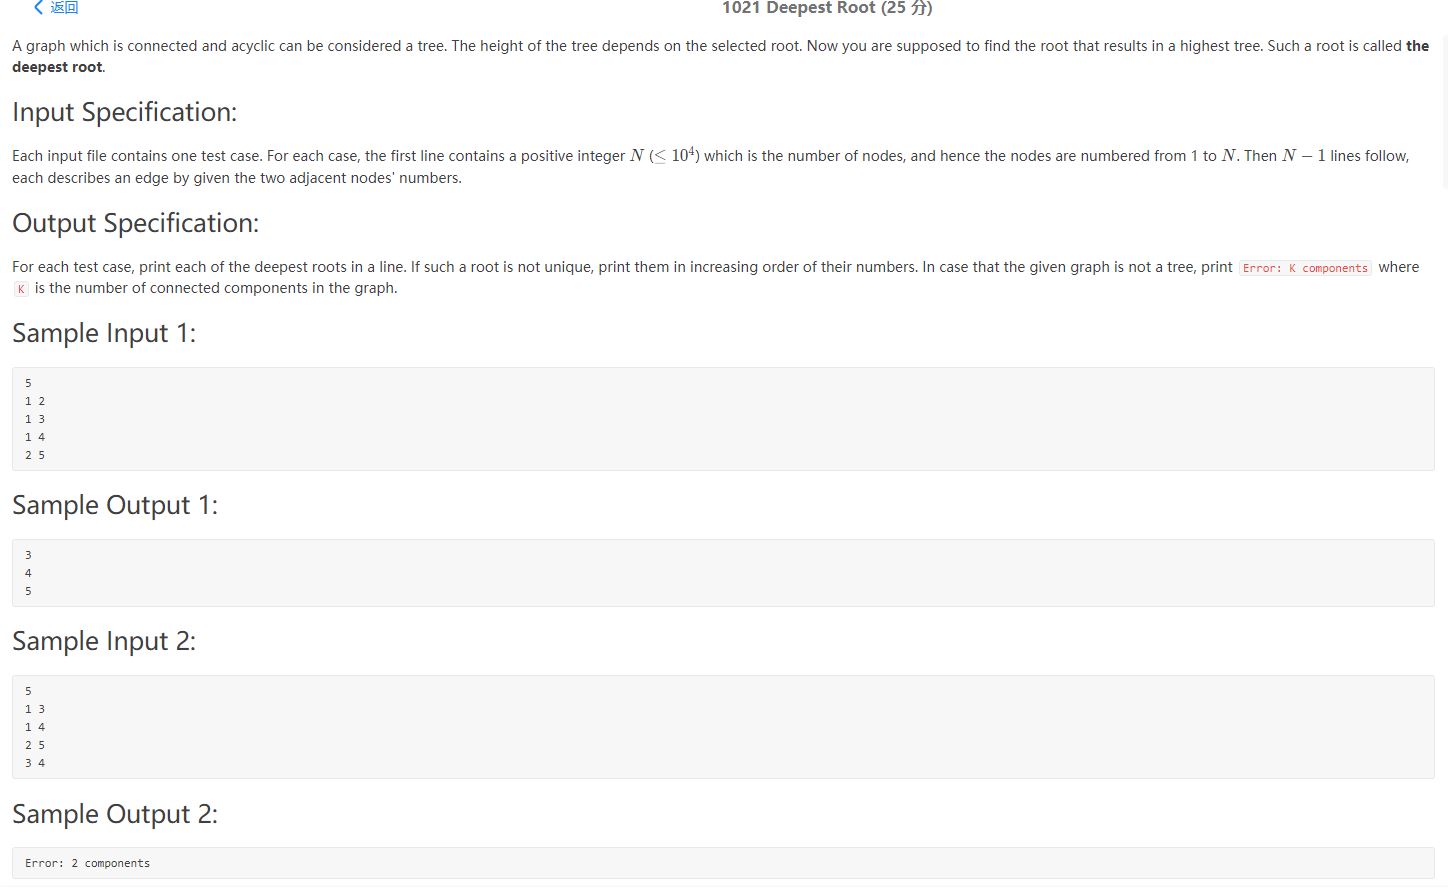 返回
1021 Deepest Root (25 分)
A graph which is connected and acyclic can be considered a tree. The height of the tree depends on the selected root. Now you are supposed to find the root that results in a highest tree. Such a root is called the
deepest root.
Input Specification:
Each input file contains one test case. For each case, the first line contains a positive integer N (≤ 10⁴) which is the number of nodes, and hence the nodes are numbered from 1 to N. Then N − 1 lines follow,
each describes an edge by given the two adjacent nodes' numbers.
Output Specification:
For each test case, print each of the deepest roots in a line. If such a root is not unique, print them in increasing order of their numbers. In case that the given graph is not a tree, print Error: K components where
K is the number of connected components in the graph.
Sample Input 1:
5
1 2
1 3
1 4
2 5
Sample Output 1:
3
4
5
Sample Input 2:
5
1 3
1 4
2 5
3 4
Sample Output 2:
Error: 2 components